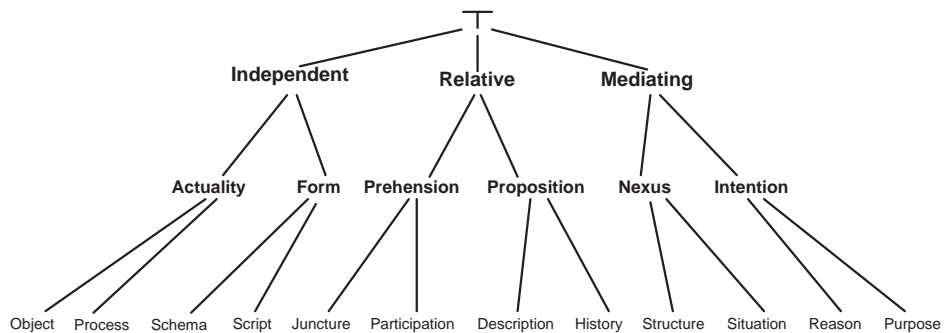 T
Independent Relative Mediating
Actuality Form Prehension Proposition Nexus Intention
Object Process Schema Script Juncture Participation Description History Structure Situation Reason Purpose